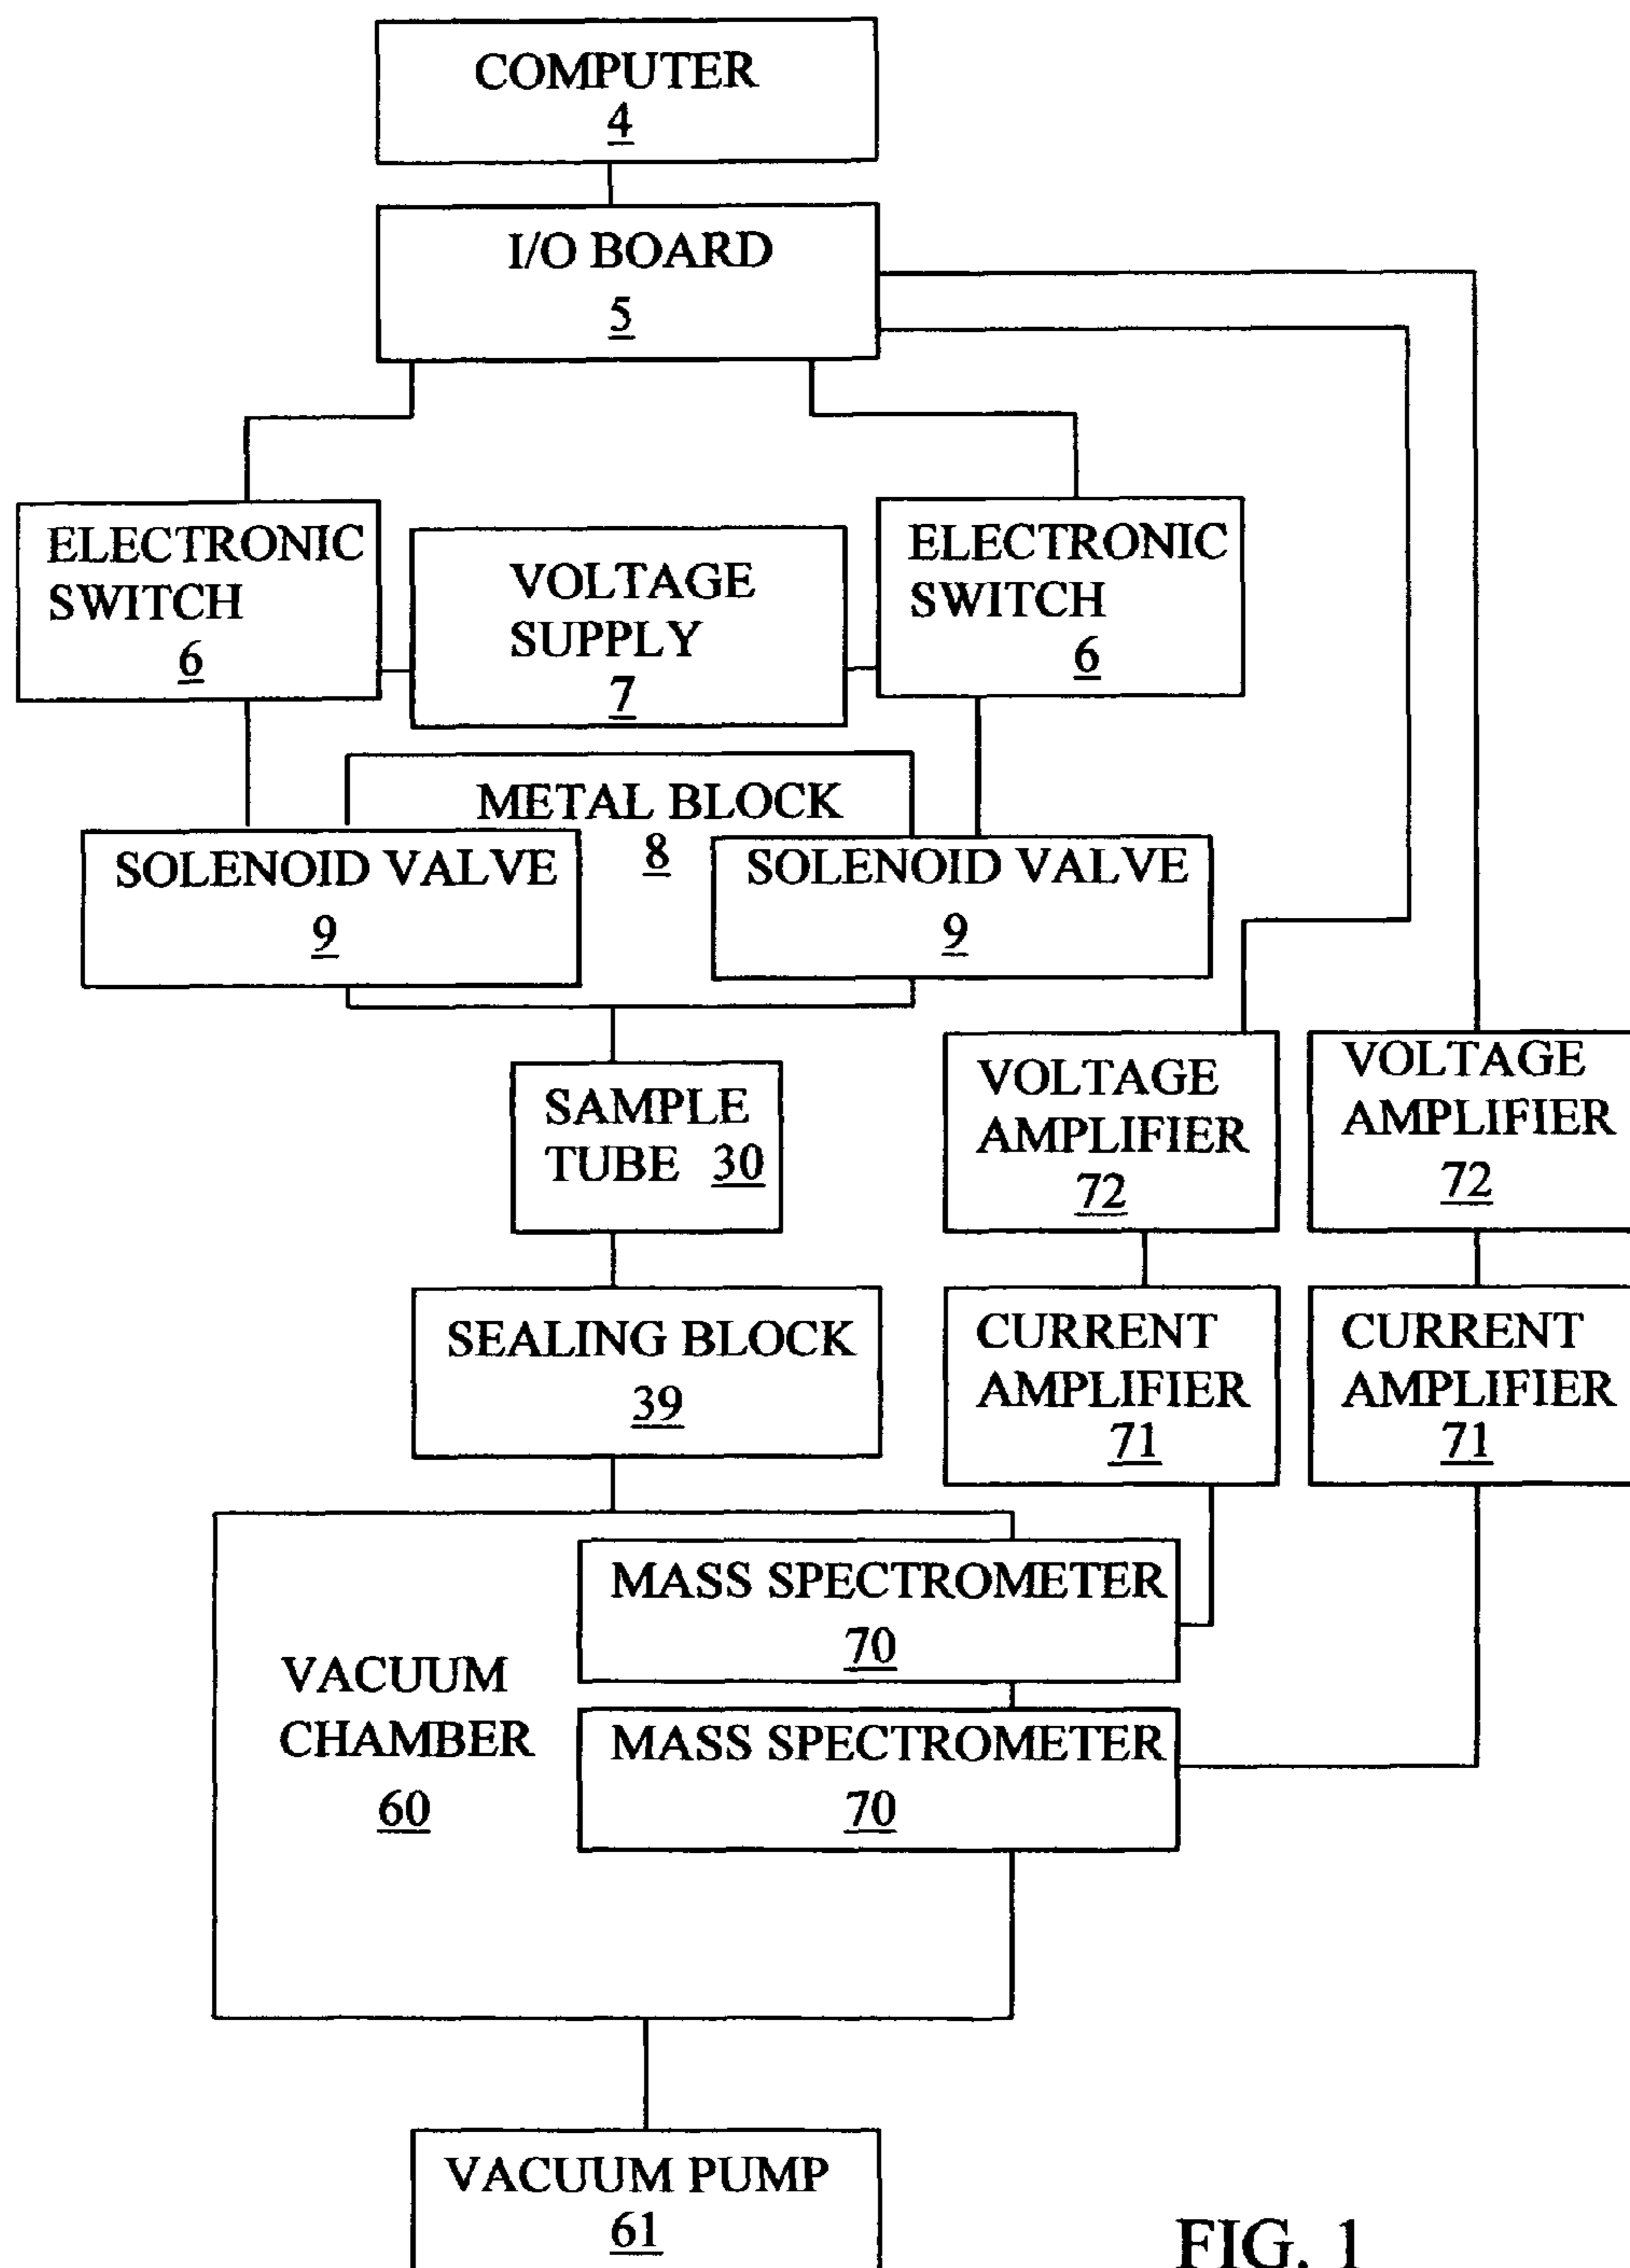 COMPUTER
4
I/O BOARD
5
ELECTRONIC
SWITCH
6
VOLTAGE
SUPPLY
7
ELECTRONIC
SWITCH
6
METAL BLOCK
8
SOLENOID VALVE
9
SOLENOID VALVE
9
SAMPLE
TUBE 30
VOLTAGE
AMPLIFIER
72
VOLTAGE
AMPLIFIER
72
SEALING BLOCK
39
CURRENT
AMPLIFIER
71
CURRENT
AMPLIFIER
71
MASS SPECTROMETER
70
VACUUM
CHAMBER
60
MASS SPECTROMETER
70
VACUUM PUMP
61
FIG. 1